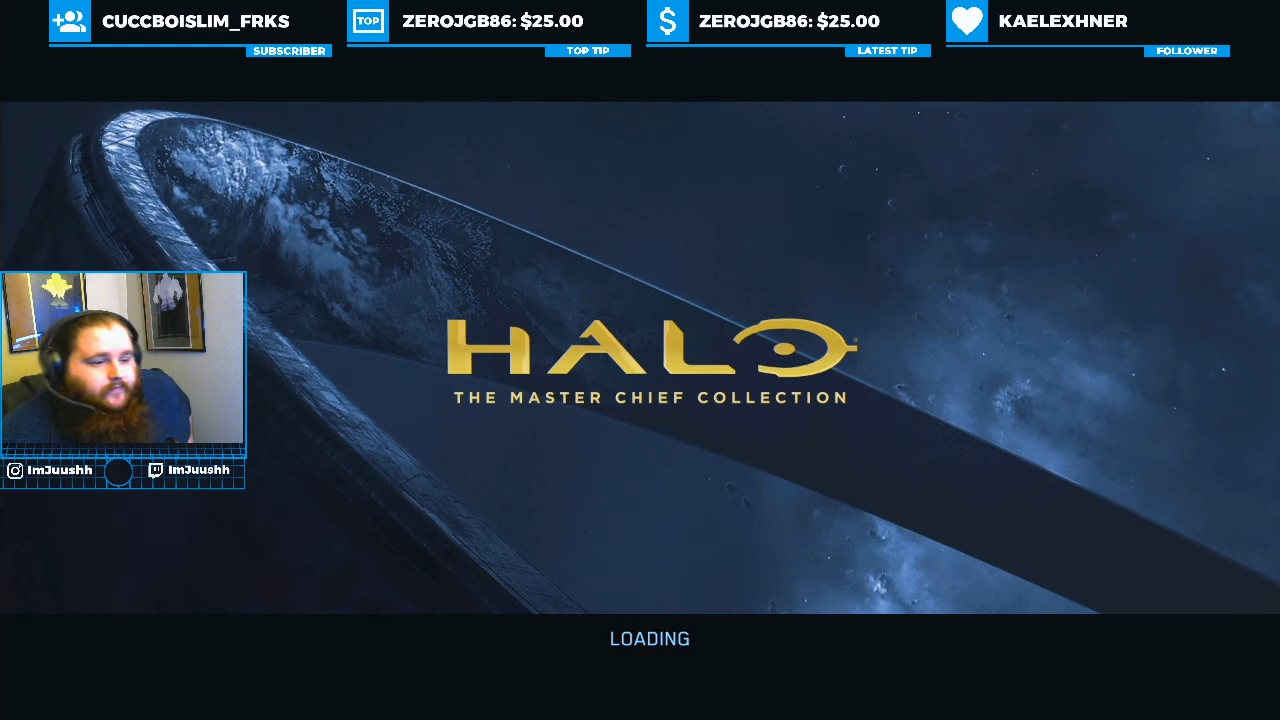 CUCCBOISLIM_FRKS
SUBSCRIBER
TOP
ZEROJGB86: $25.00
TOP TIP
$
ZEROJGB86: $25.00
LATEST TIP
KAELEXHNER
FOLLOWER
HALO
THE MASTER CHIEF COLLECTION
ImJuushh
ImJuushh
LOADING